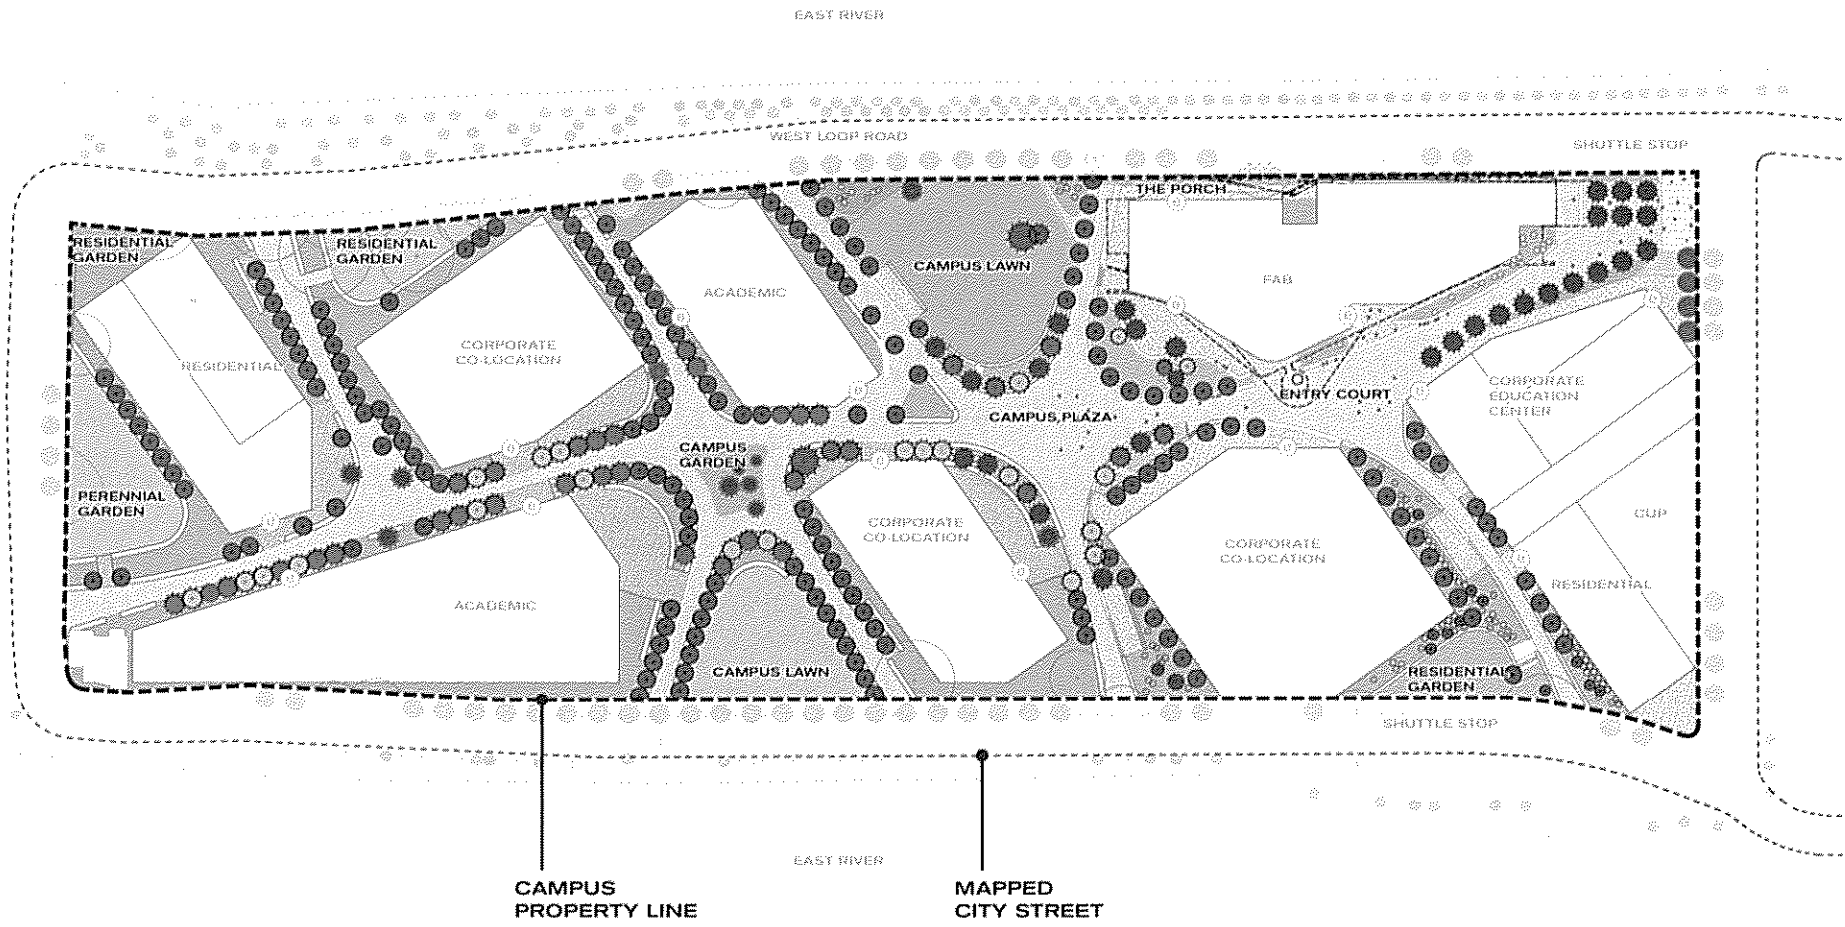 EAST RIVER
WEST LOOP ROAD
SHUTTLE STOP
THE PORCH
RESIDENTIAL
GARDEN
RESIDENTIAL
GARDEN
CAMPUS LAWN
FAB
ACADEMIC
CORPORATE
CO-LOCATION
RESIDENTIAL
CORPORATE
EDUCATION
CENTER
ENTRY COURT
CAMPUS PLAZA
CAMPUS
GARDEN
PERENNIAL
GARDEN
CORPORATE
CO-LOCATION
CUP
CORPORATE
CO-LOCATION
RESIDENTIAL
ACADEMIC
CAMPUS LAWN
RESIDENTIAL
GARDEN
SHUTTLE STOP
EAST RIVER
CAMPUS
PROPERTY LINE
MAPPED
CITY STREET